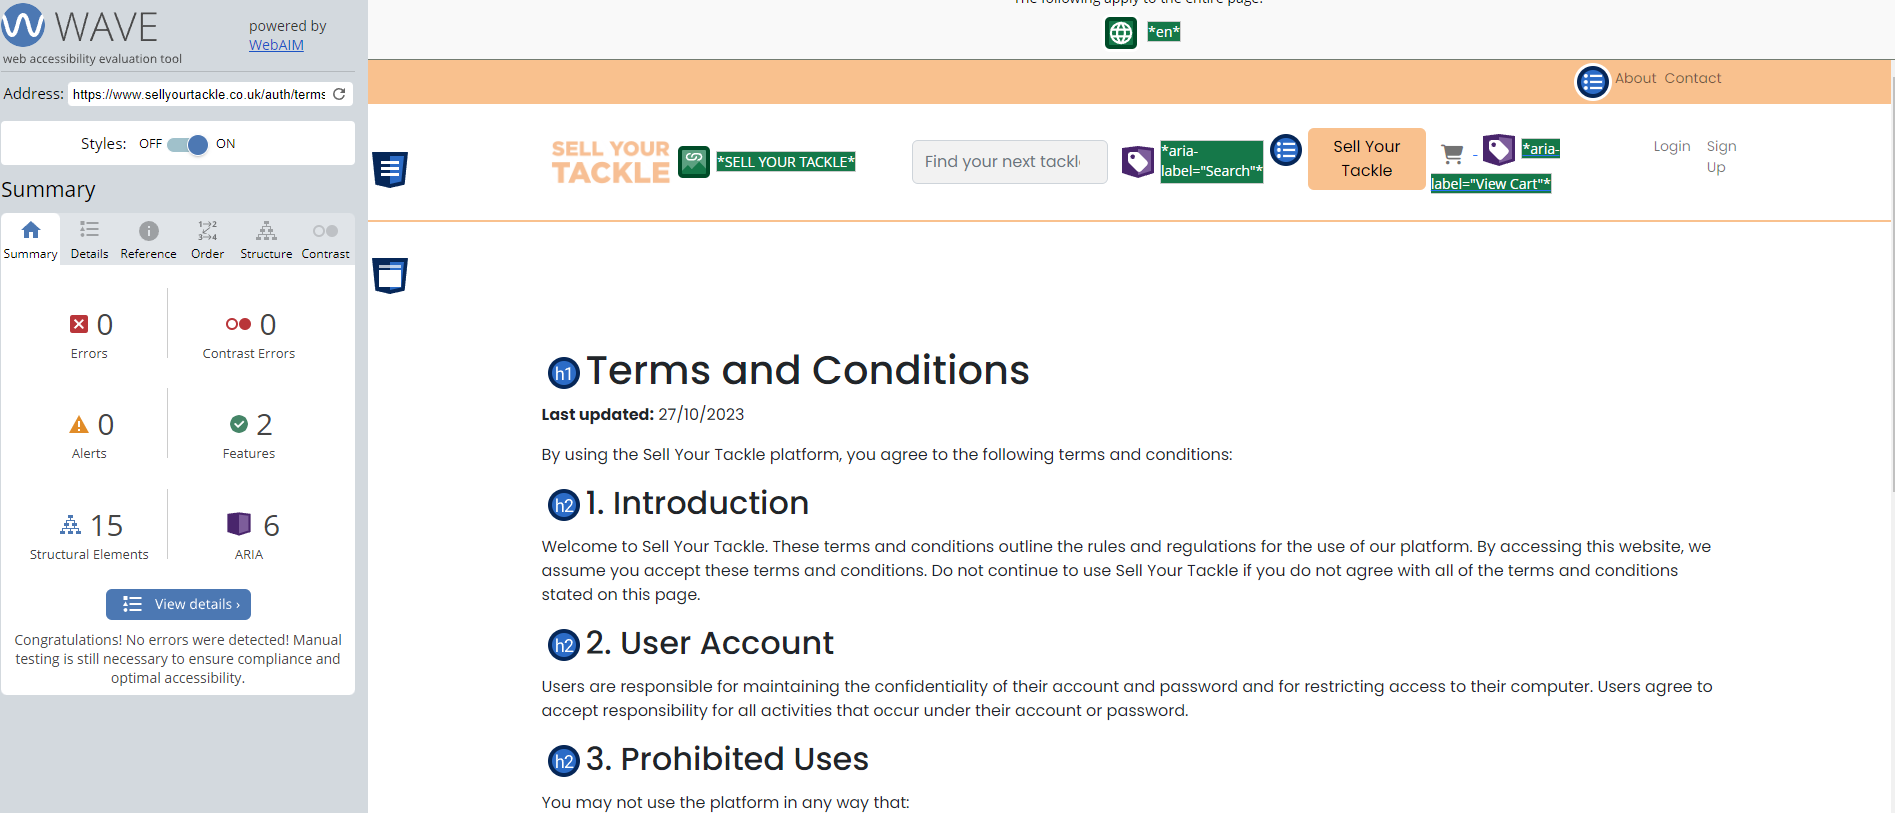 WAVE
powered by
WebAIM
web accessibility evaluation tool
Address: https://www.sellyourtackle.co.uk/auth/terms
Styles: OFF ON
Summary
Summary Details Reference Order Structure Contrast
0 Errors
0 Contrast Errors
0 Alerts
2 Features
15 Structural Elements
6 ARIA
View details ›
Congratulations! No errors were detected! Manual
testing is still necessary to ensure compliance and
optimal accessibility.
The following apply to the entire page:
*en*
About Contact
SELL YOUR
TACKLE
*SELL YOUR TACKLE*
Find your next tackl
*aria-
label="Search"*
Sell Your
Tackle
- *aria-
label="View Cart"*
Login
Sign
Up
h1 Terms and Conditions
Last updated: 27/10/2023
By using the Sell Your Tackle platform, you agree to the following terms and conditions:
h2 1. Introduction
Welcome to Sell Your Tackle. These terms and conditions outline the rules and regulations for the use of our platform. By accessing this website, we
assume you accept these terms and conditions. Do not continue to use Sell Your Tackle if you do not agree with all of the terms and conditions
stated on this page.
h2 2. User Account
Users are responsible for maintaining the confidentiality of their account and password and for restricting access to their computer. Users agree to
accept responsibility for all activities that occur under their account or password.
h2 3. Prohibited Uses
You may not use the platform in any way that: